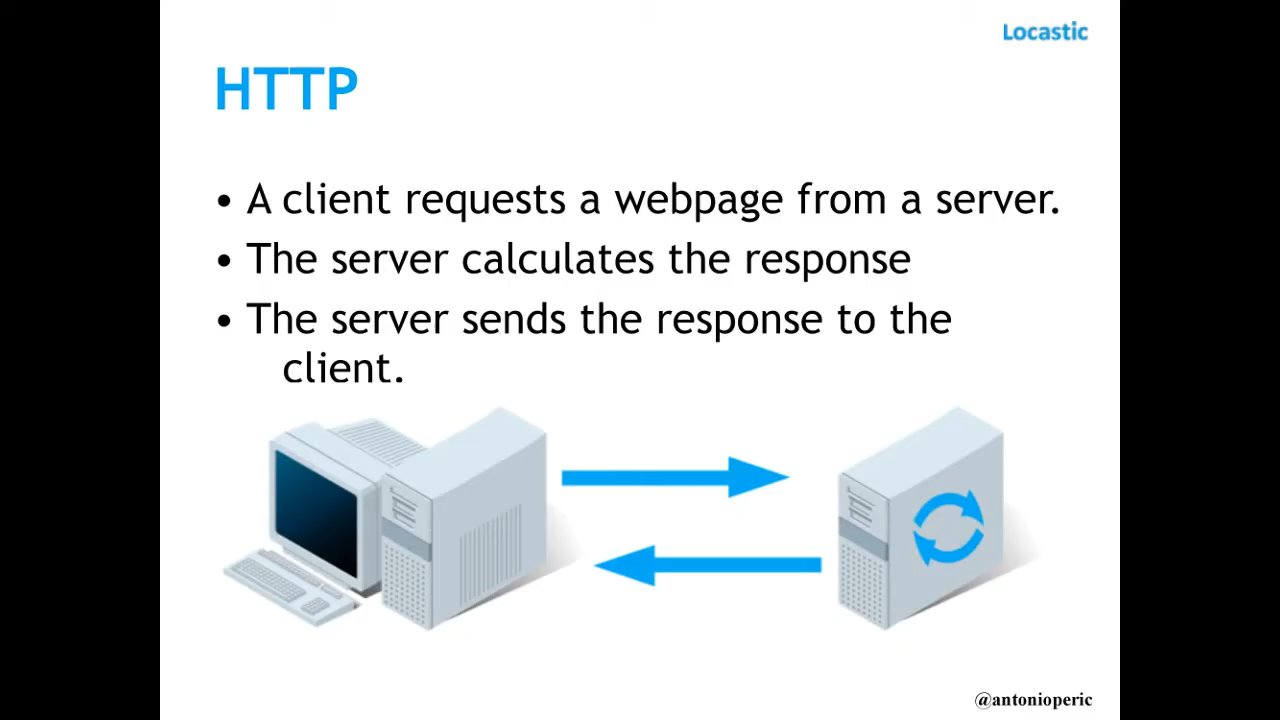 Locastic
HTTP
• A client requests a webpage from a server.
• The server calculates the response
• The server sends the response to the
client.
@antonioperic